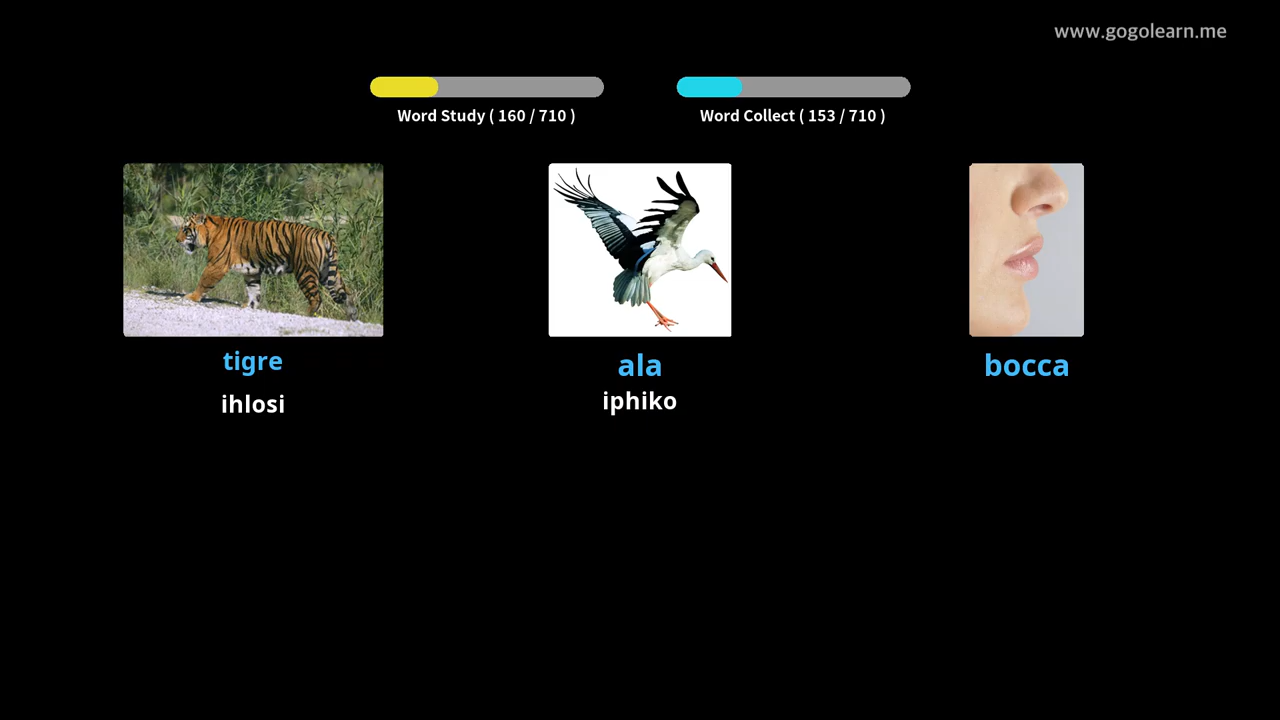 www.gogolearn.me
Word Study ( 160 / 710 )
Word Collect ( 153 / 710 )
tigre
ihlosi
ala
iphiko
bocca